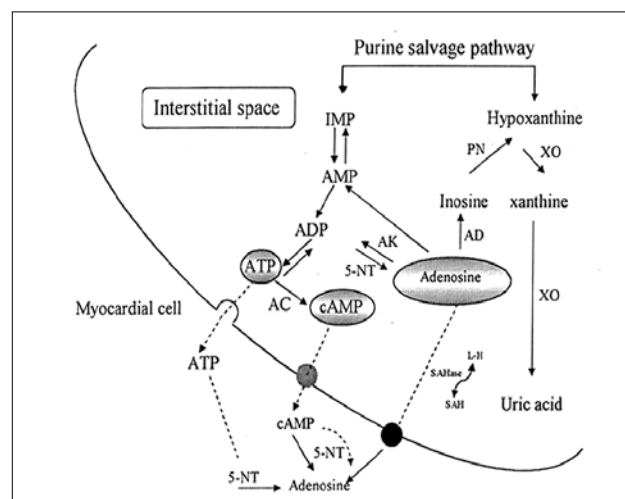 Purine salvage pathway
Interstitial space
IMP
Hypoxanthine
PN
XO
AMP
Inosine
xanthine
ADP
AK
AD
5-NT
ATP
Adenosine
Myocardial cell
AC
cAMP
XO
ATP
L-H
SAHase
SAH
Uric acid
cAMP
5-NT
5-NT
Adenosine